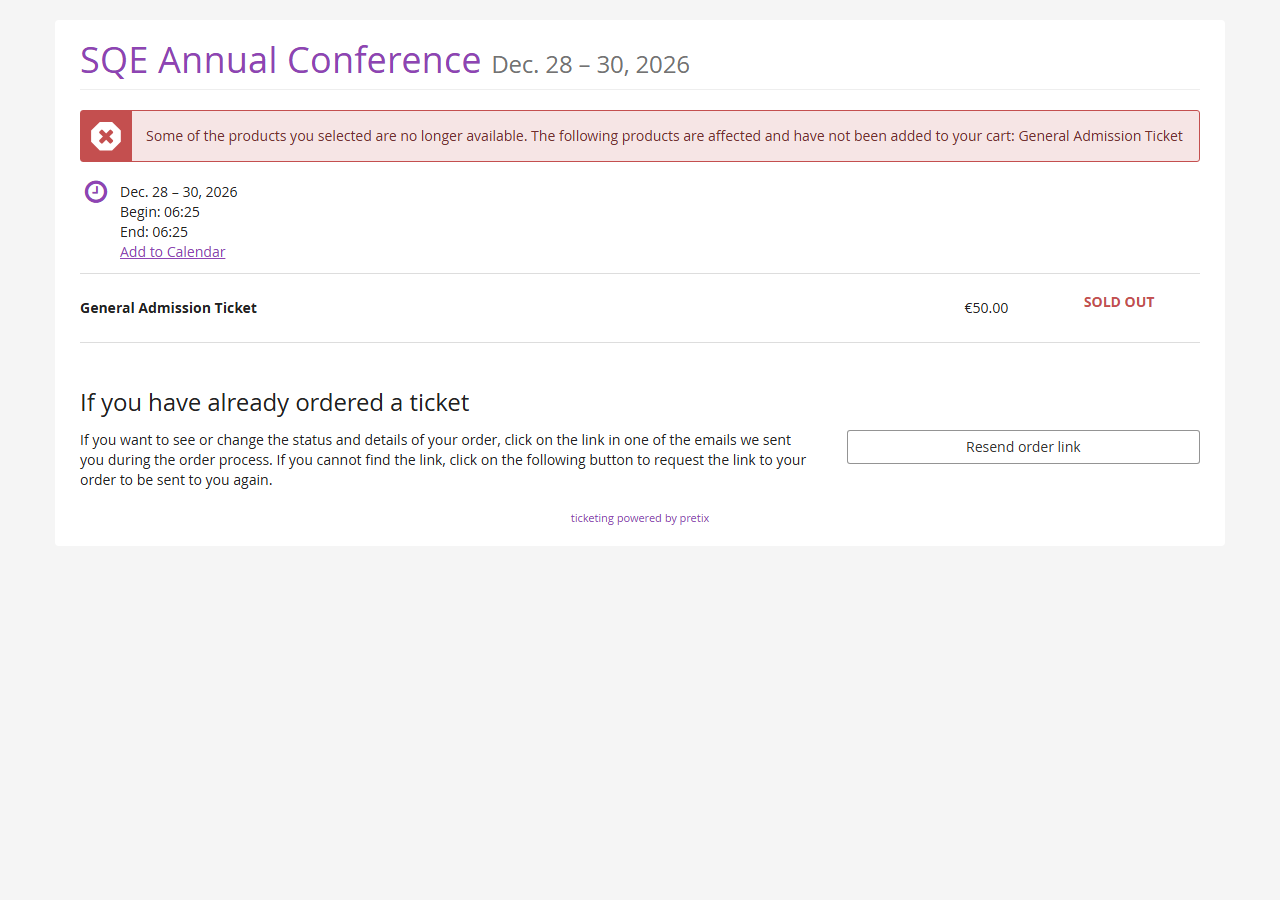 SQE Annual Conference Dec. 28 – 30, 2026
Some of the products you selected are no longer available. The following products are affected and have not been added to your cart: General Admission Ticket
Dec. 28 – 30, 2026
Begin: 06:25
End: 06:25
Add to Calendar
General Admission Ticket €50.00 SOLD OUT
If you have already ordered a ticket
If you want to see or change the status and details of your order, click on the link in one of the emails we sent
you during the order process. If you cannot find the link, click on the following button to request the link to your
order to be sent to you again.
Resend order link
ticketing powered by pretix